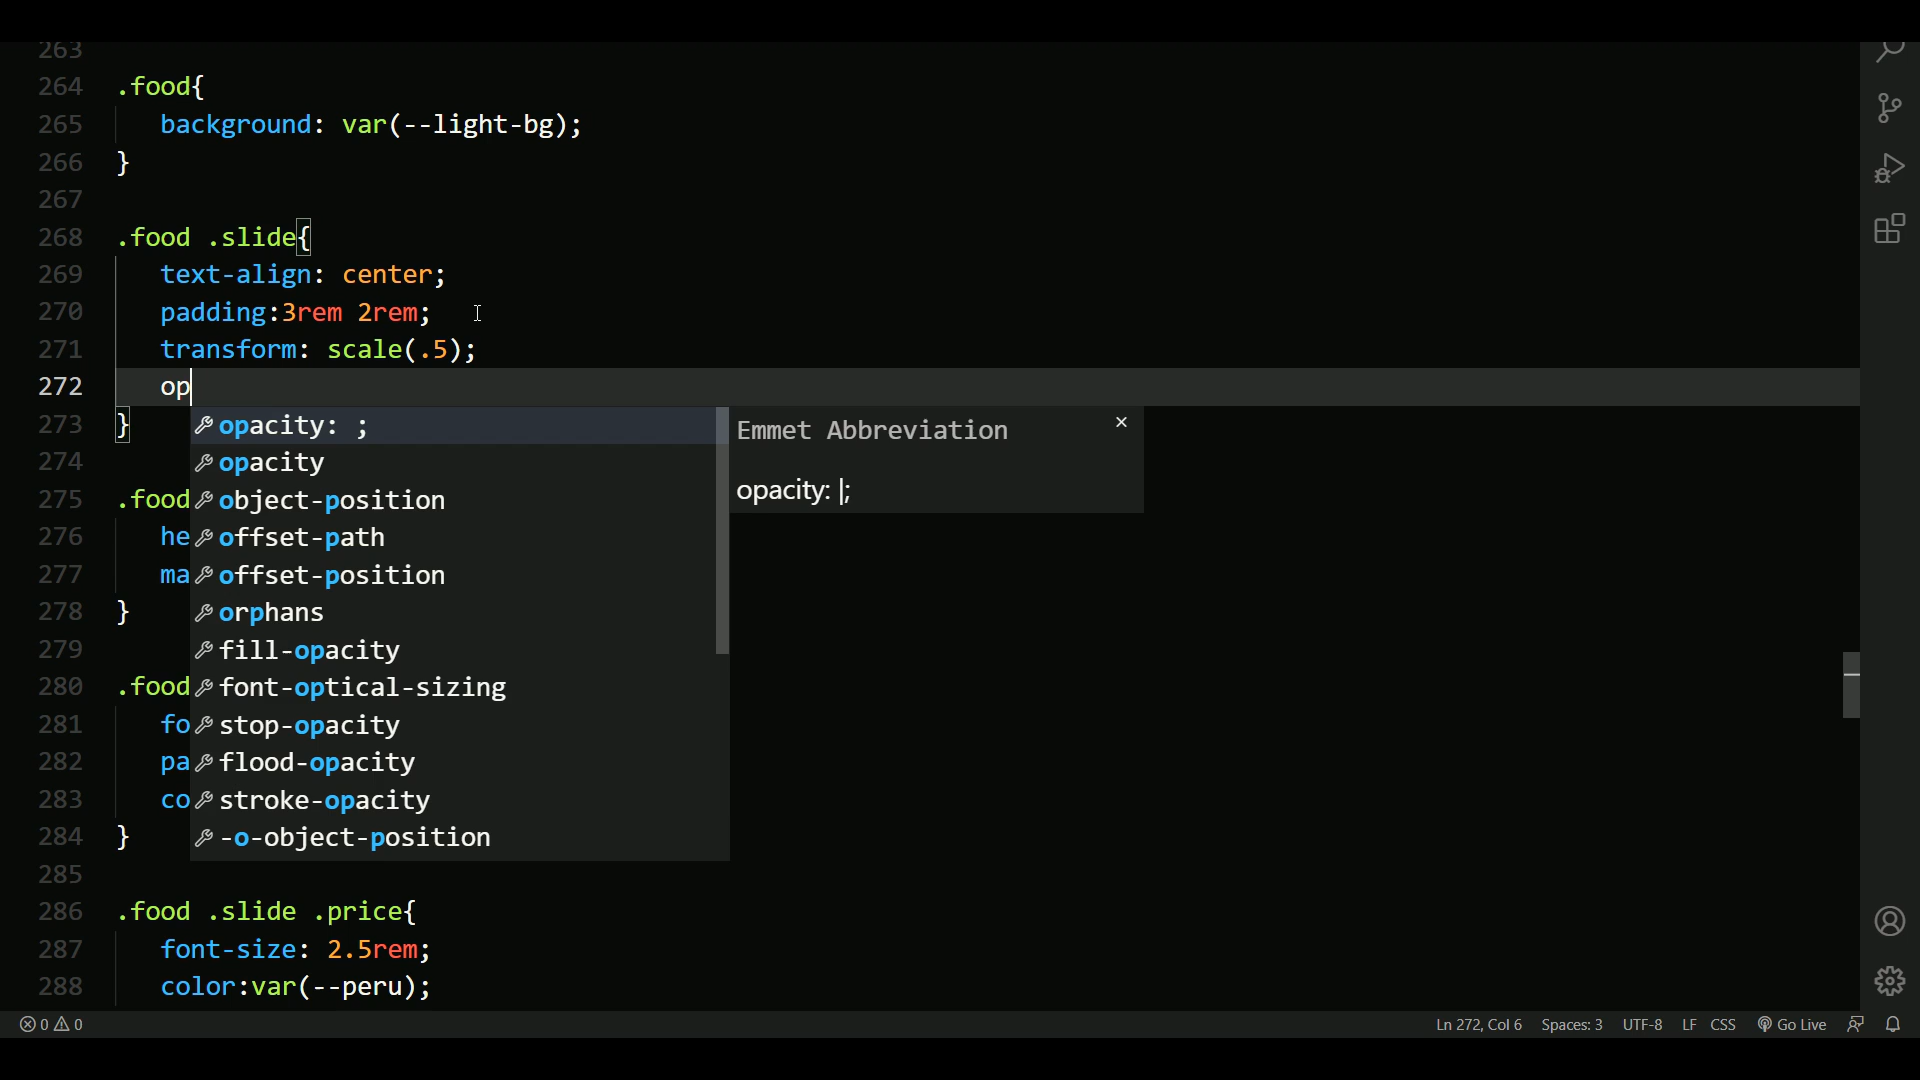 263
264 .food{
265 background: var(--light-bg);
266 }
267
268 .food .slide{
269 text-align: center;
270 padding:3rem 2rem;
271 transform: scale(.5);
272 op
273 }
opacity: ;
Emmet Abbreviation
274
opacity
275 .food
object-position
opacity: |;
276 he
offset-path
277 ma
offset-position
278 }
orphans
279
fill-opacity
280 .food
font-optical-sizing
281 fo
stop-opacity
282 pa
flood-opacity
283 co
stroke-opacity
284 }
-o-object-position
285
286 .food .slide .price{
287 font-size: 2.5rem;
288 color:var(--peru);
0 0 Ln 272, Col 6 Spaces: 3 UTF-8 LF CSS Go Live